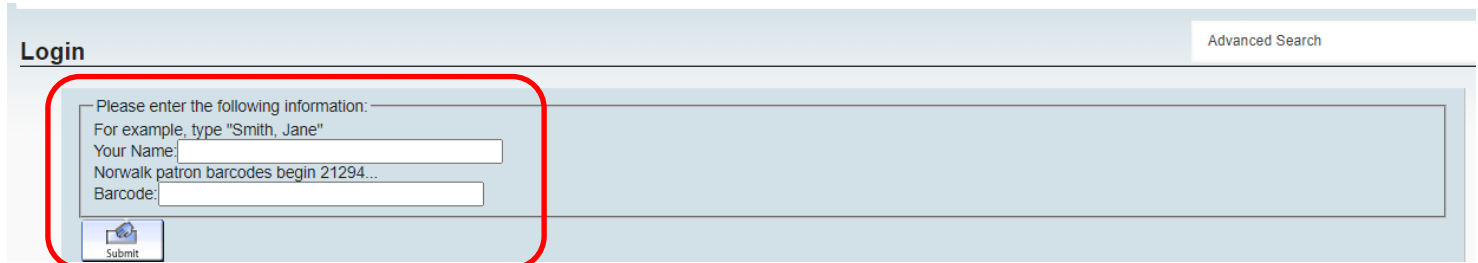 Advanced Search
Login
Please enter the following information:
For example, type "Smith, Jane"
Your Name:
Norwalk patron barcodes begin 21294...
Barcode:
Submit